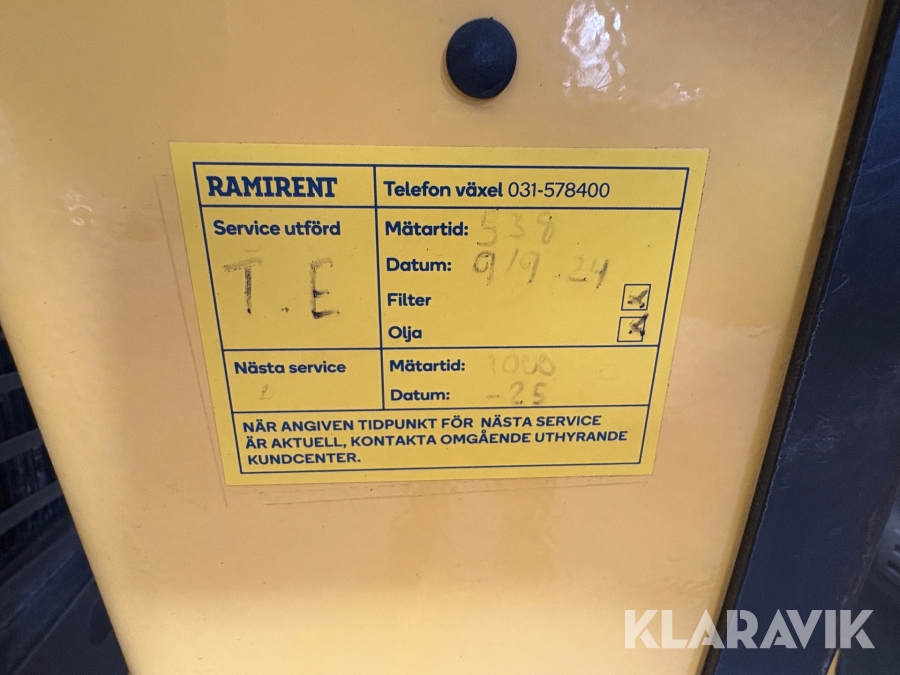 RAMIRENT
Telefon växel 031-578400
Service utförd
T.E
Mätartid: 538
Datum: 9/9-24
Filter
Olja
Nästa service
Mätartid: 1000
Datum: -25
NÄR ANGIVEN TIDPUNKT FÖR NÄSTA SERVICE
ÄR AKTUELL, KONTAKTA OMGÅENDE UTHYRANDE
KUNDCENTER.
KLARAVIK